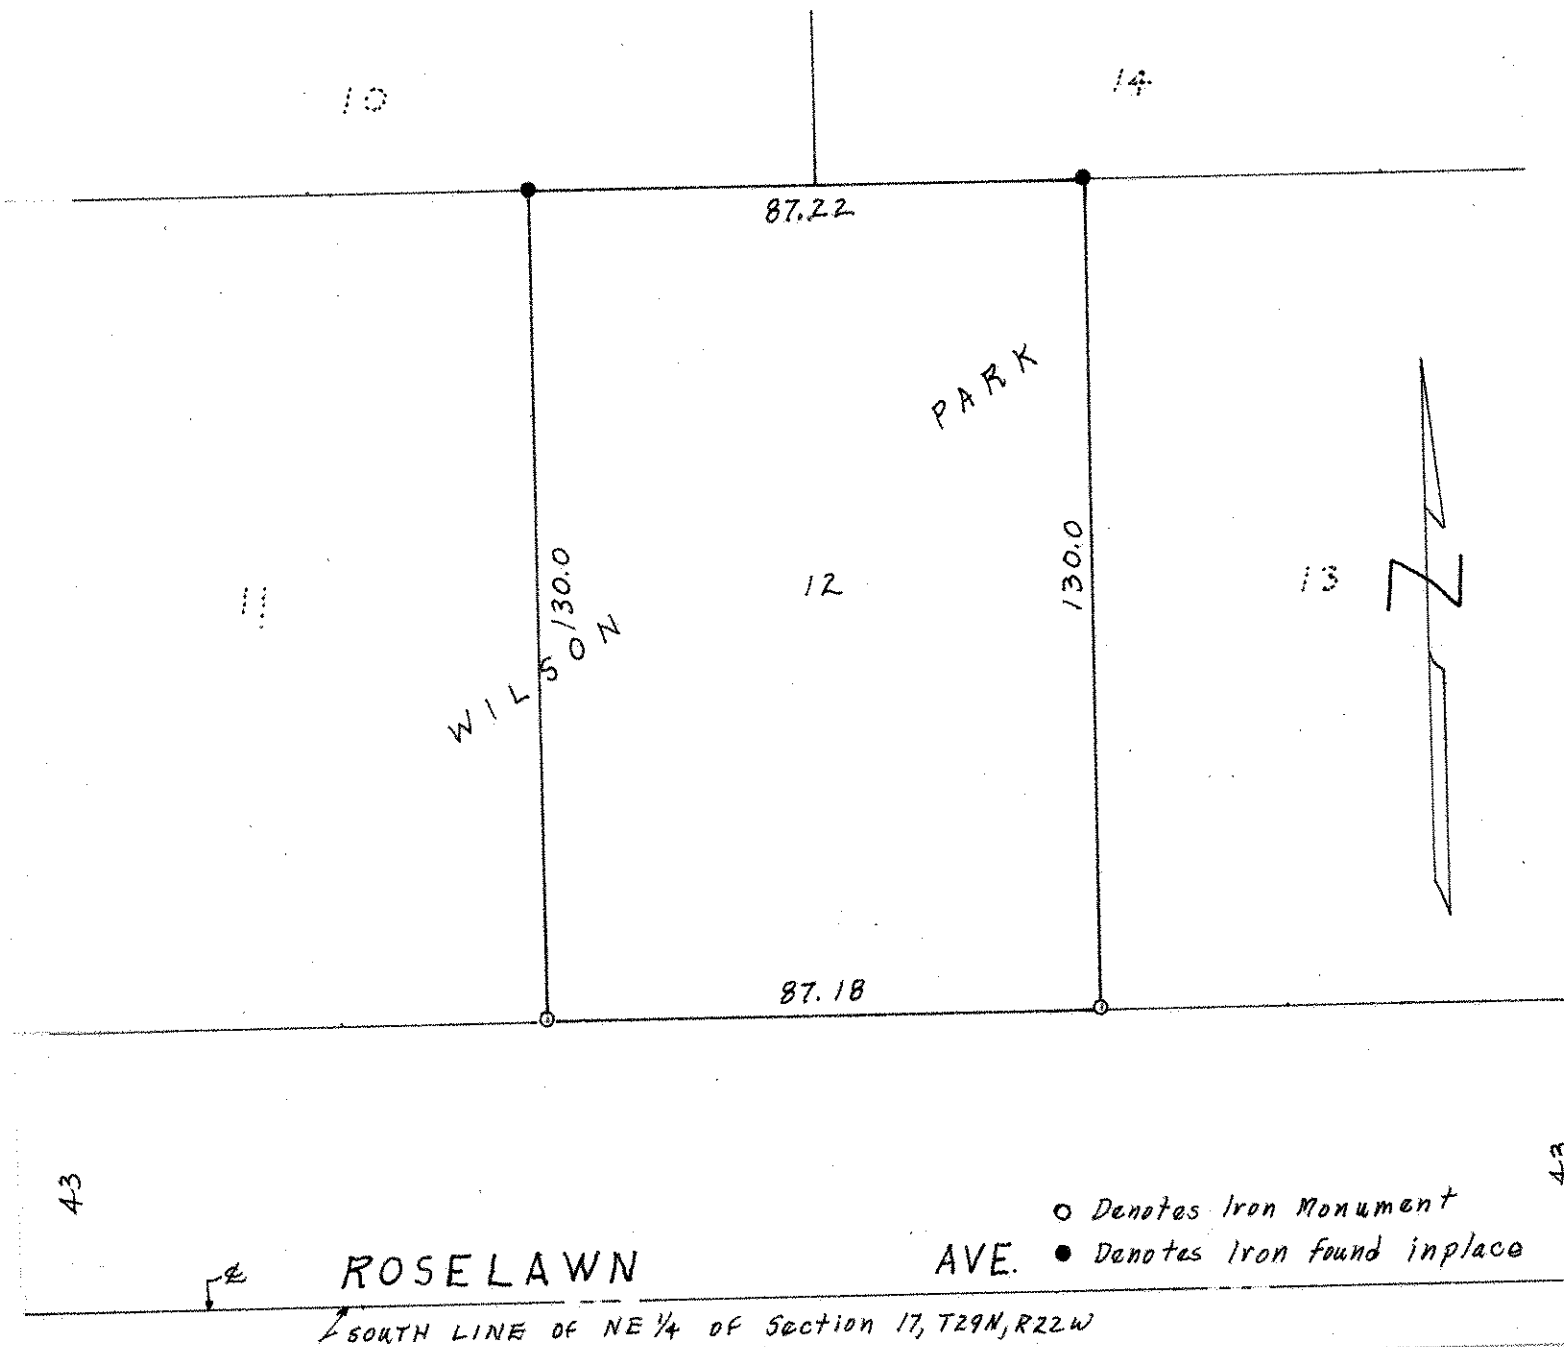 10
14
87.22
PARK
130.0
130.0
12
11
13
N
WILSON
87.18
43
43
○ Denotes Iron Monument
ROSELAWN AVE.
● Denotes Iron found inplace
℄
SOUTH LINE OF NE 1/4 OF Section 17, T29N, R22W